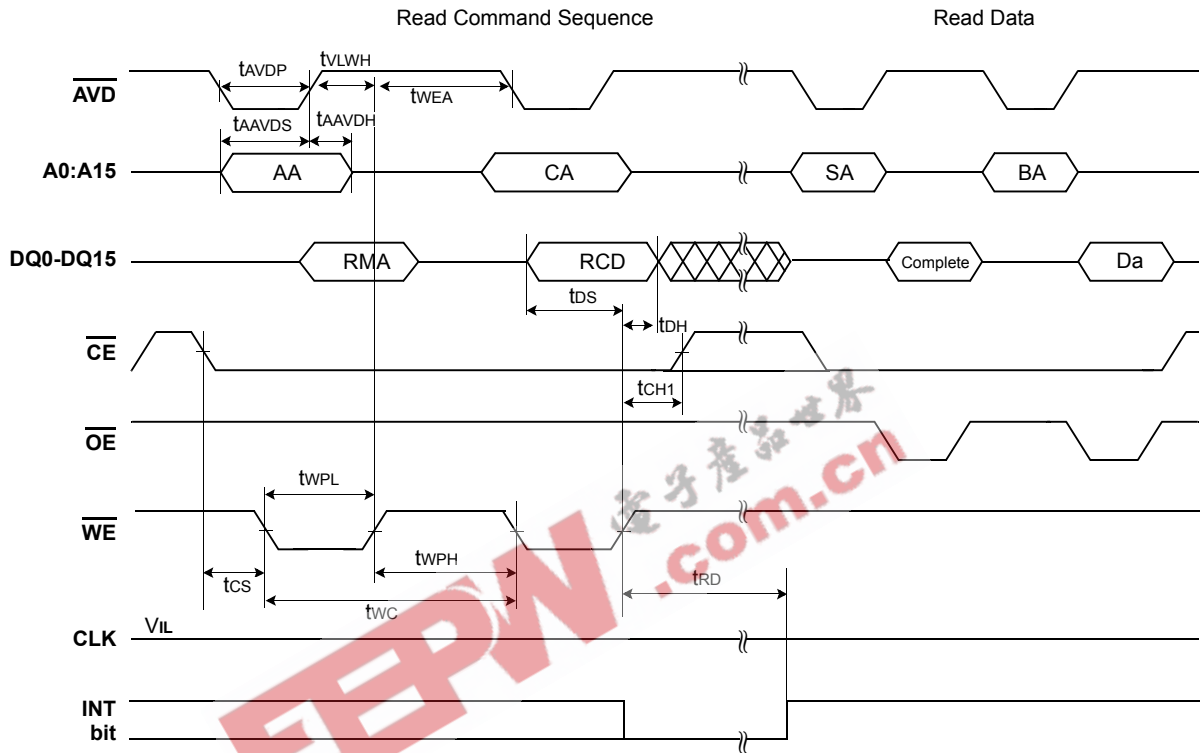 Read Command Sequence
Read Data
AVD
tAVDP
tVLWH
tWEA
tAAVDS
tAAVDH
A0:A15
AA
CA
SA
BA
DQ0-DQ15
RMA
RCD
Complete
Da
tDS
tDH
CE
tCH1
OE
WE
tWPL
tWPH
tCS
tWC
tRD
CLK
VIL
INT
bit
電子產品世界
EEPW
.com.cn